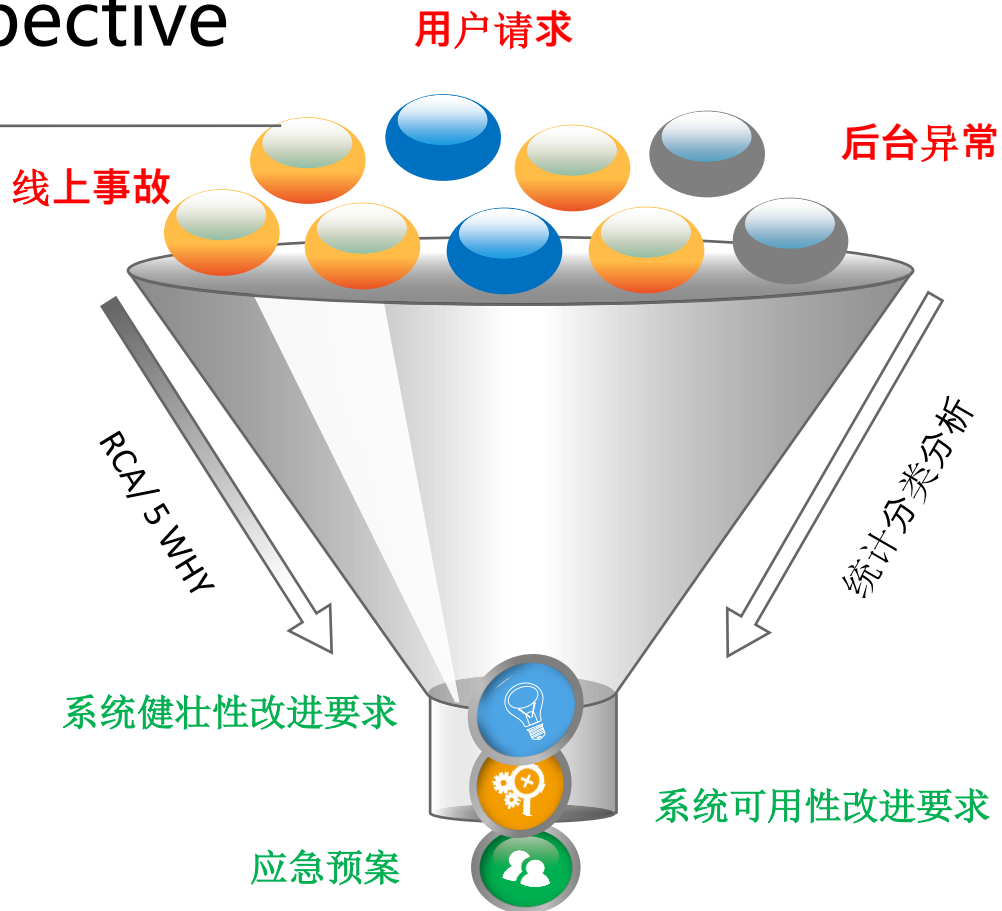 pective
用户请求
后台异常
线上事故
RCA/ 5 WHY
统计分类分析
系统健壮性改进要求
系统可用性改进要求
应急预案